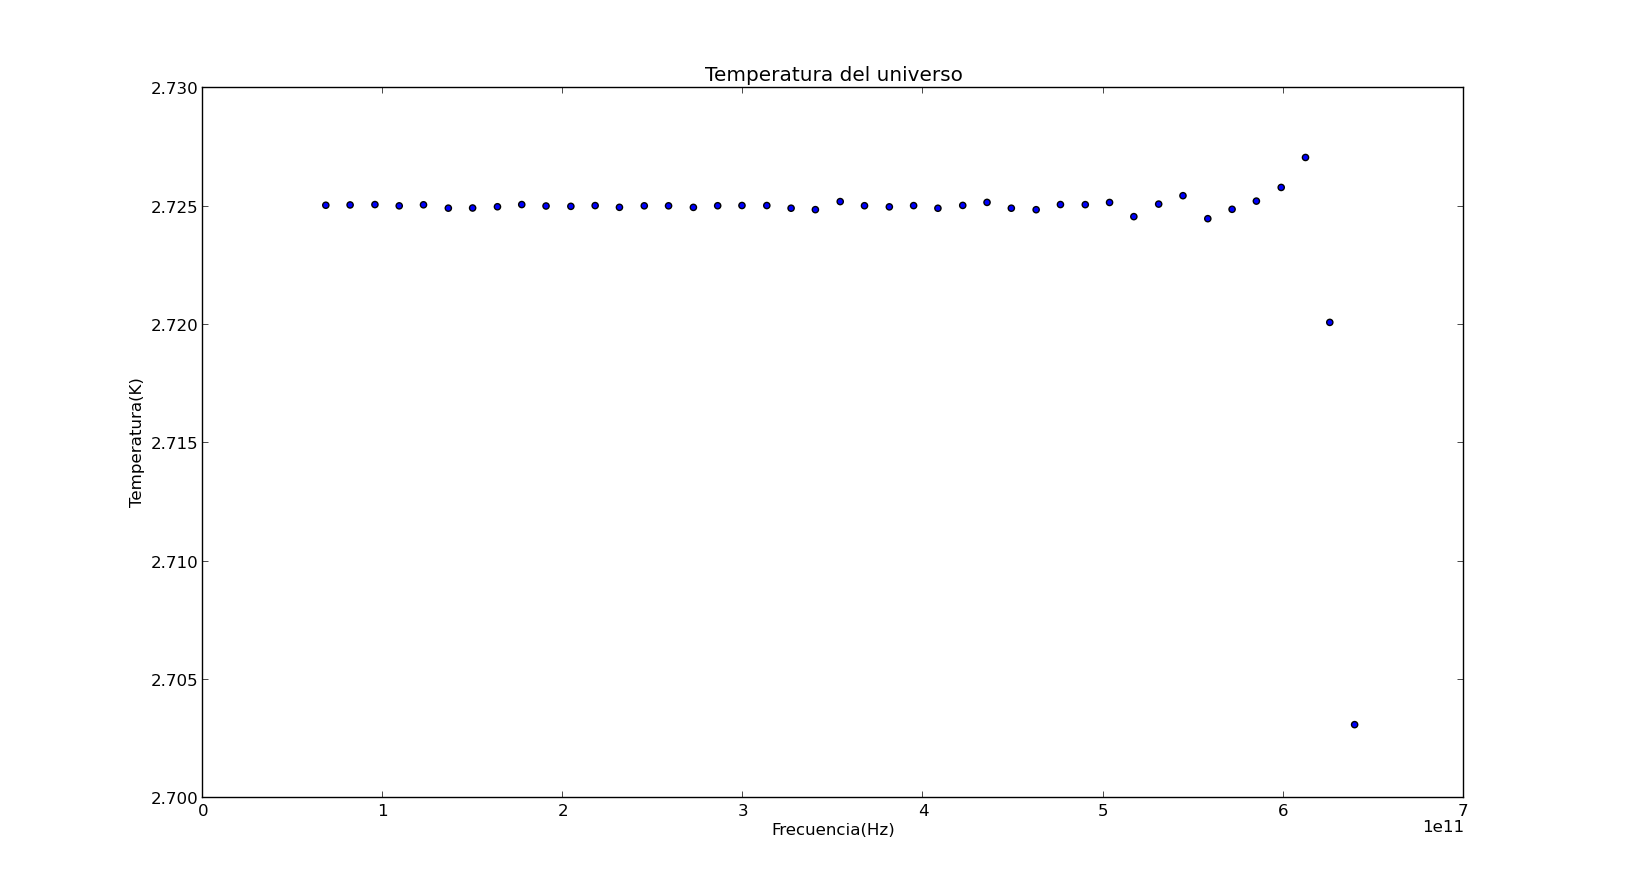 Temperatura del universo
2.730
2.725
2.720
2.715
2.710
2.705
2.700
Temperatura(K)
0 1 2 3 4 5 6 7
Frecuencia(Hz)
1e11